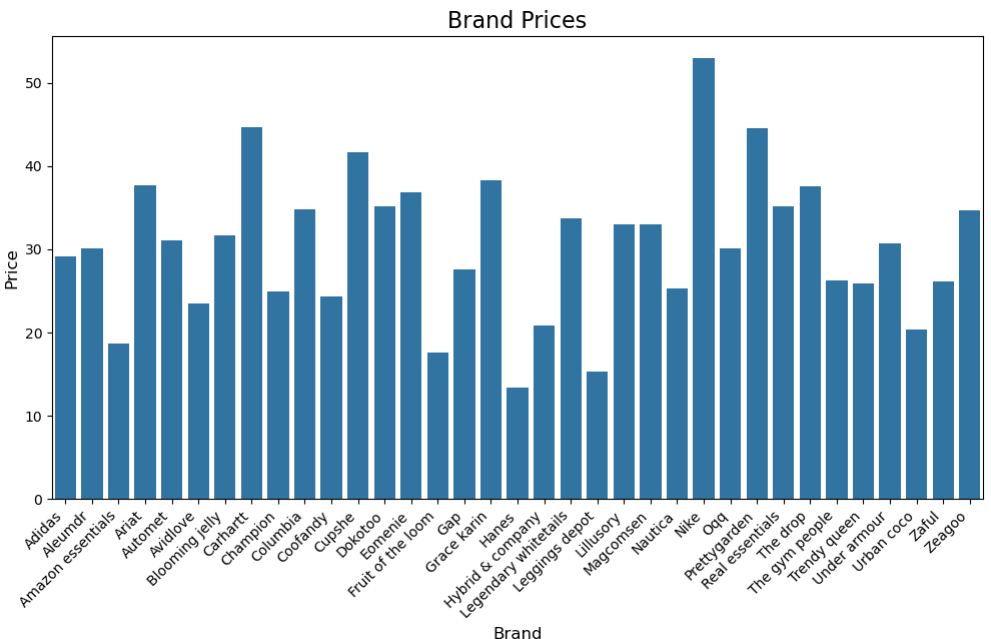 Brand Prices
Price
50
40
30
20
10
0
Adidas
Aleumdr
Amazon essentials
Ariat
Automet
Avidlove
Blooming jelly
Carhartt
Champion
Columbia
Coofandy
Cupshe
Dokotoo
Eomenie
Fruit of the loom
Gap
Grace karin
Hanes
Hybrid & company
Legendary whitetails
Leggings depot
Lillusory
Magcomsen
Nautica
Nike
Oqq
Prettygarden
Real essentials
The drop
The gym people
Trendy queen
Under armour
Urban coco
Zaful
Zeagoo
Brand